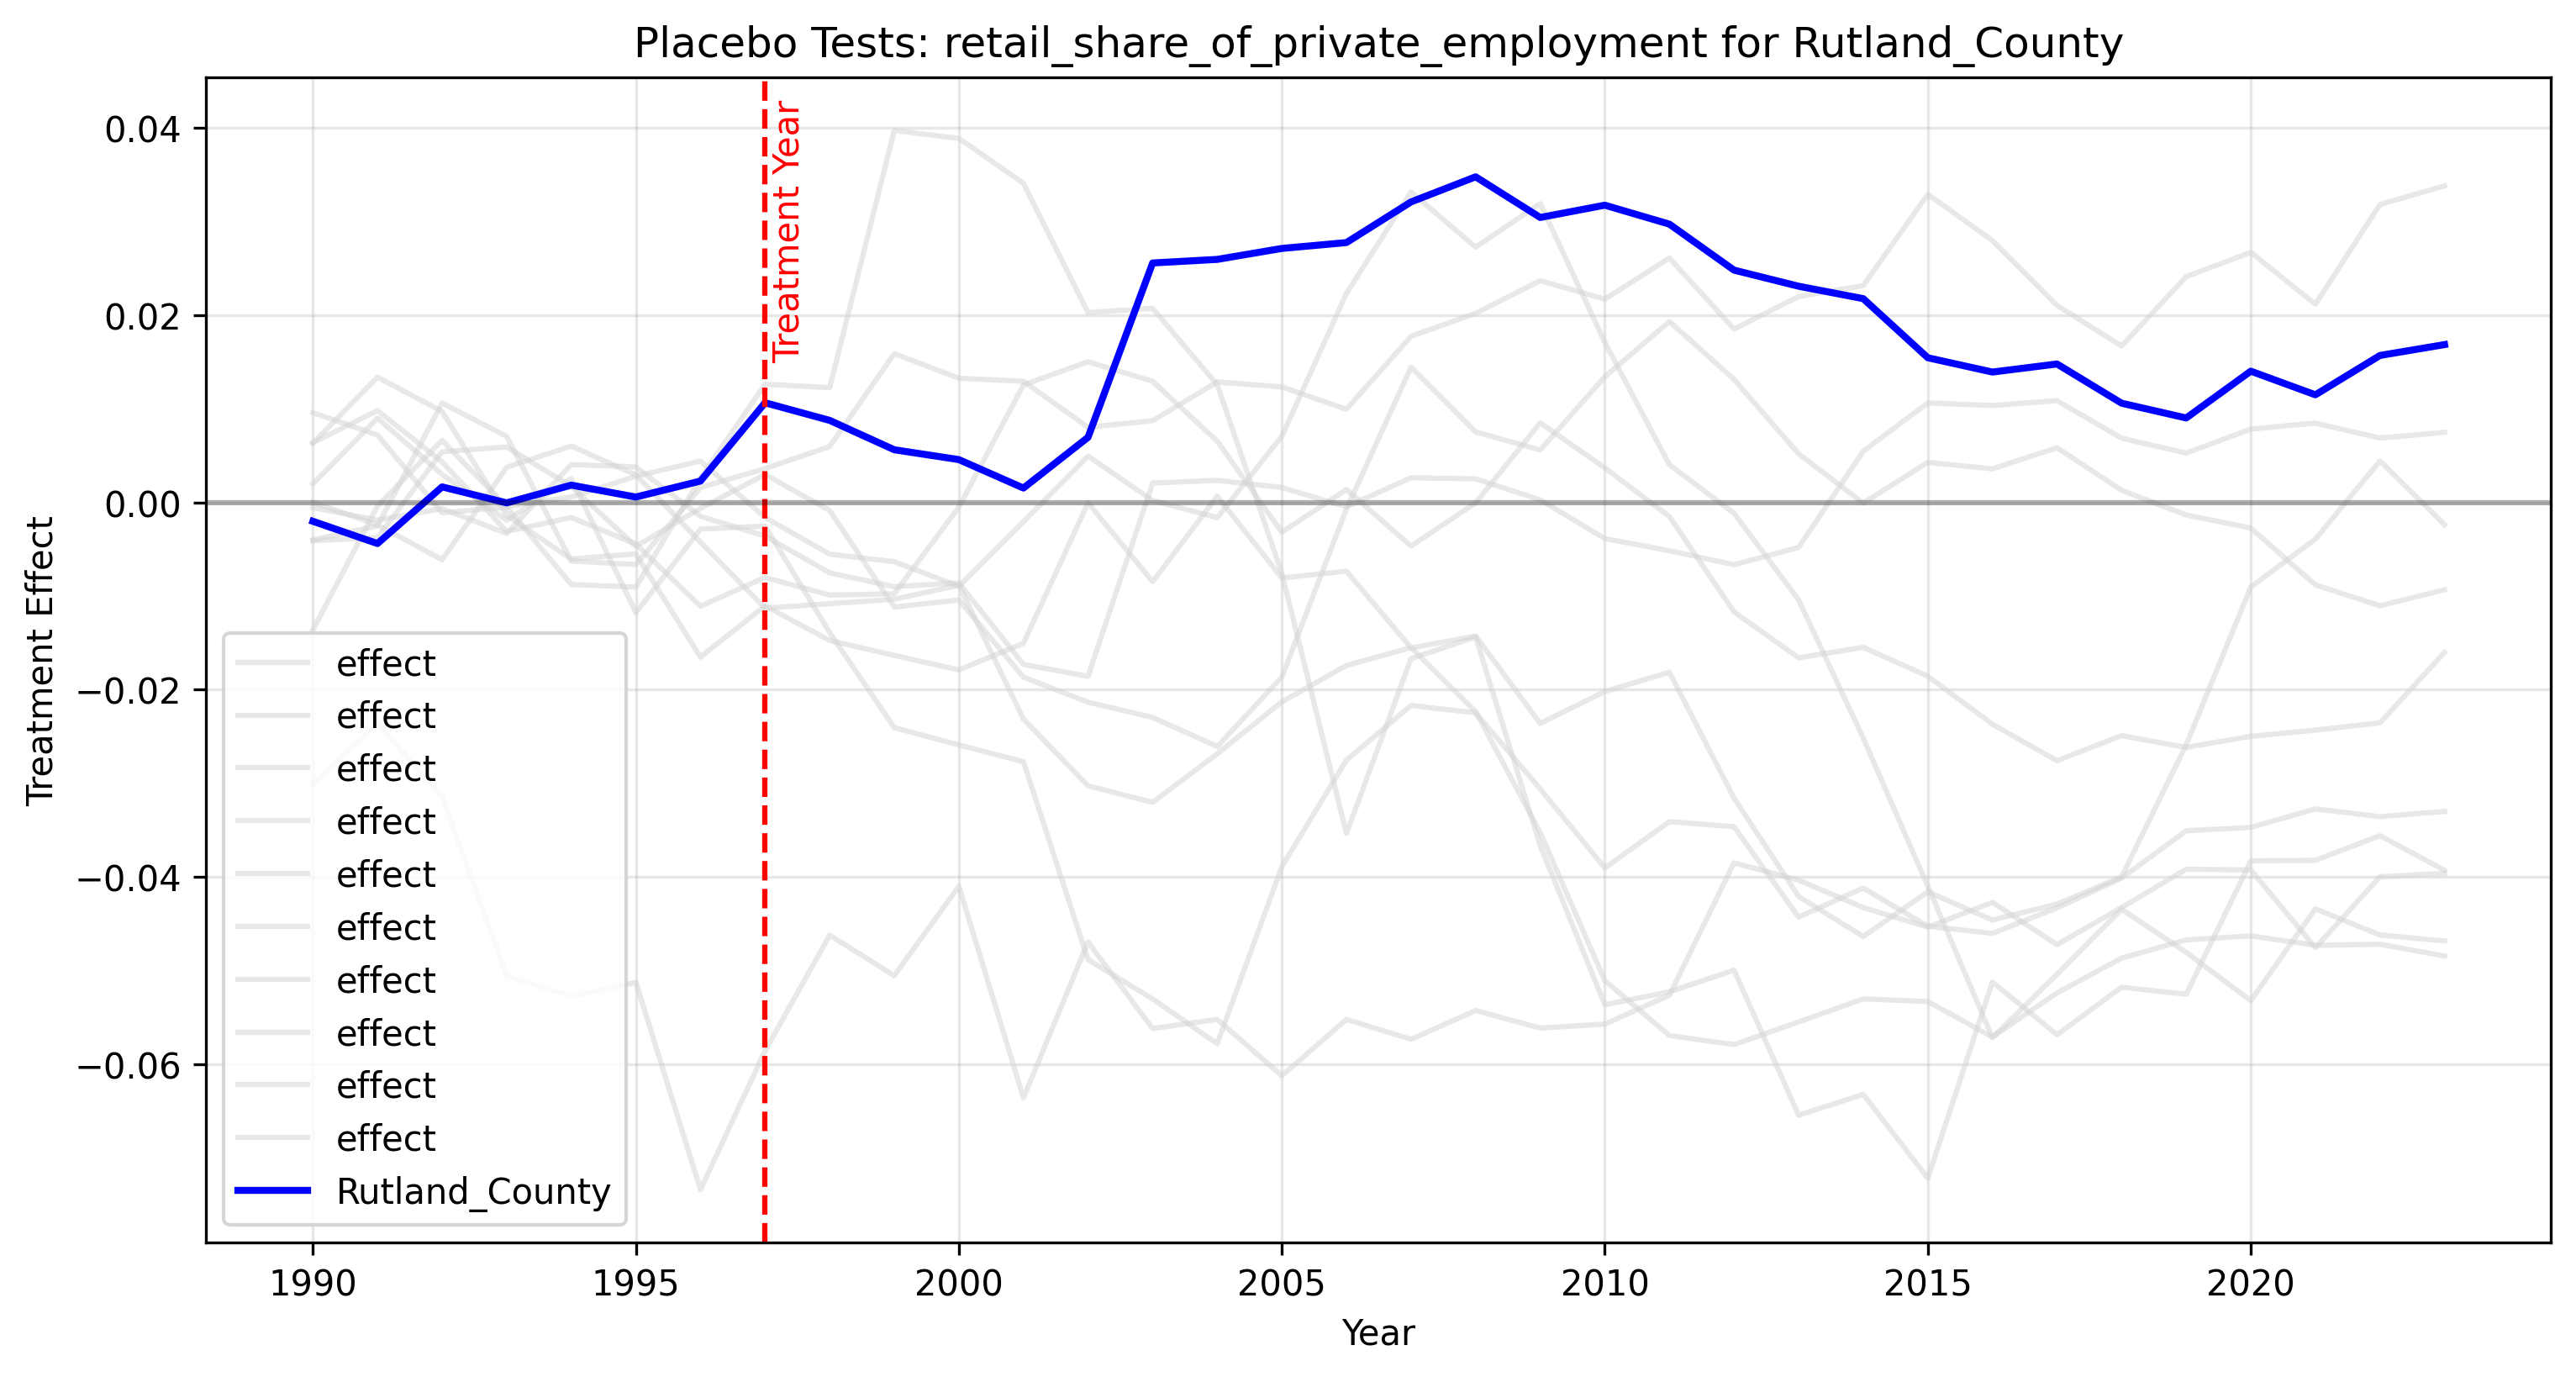 Placebo Tests: retail_share_of_private_employment for Rutland_County
Treatment Effect
0.04
0.02
0.00
−0.02
−0.04
−0.06
Treatment Year
effect
effect
effect
effect
effect
effect
effect
effect
effect
effect
Rutland_County
1990 1995 2000 2005 2010 2015 2020
Year